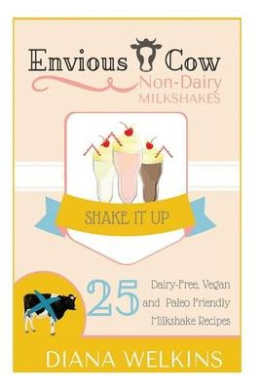 Envious Cow
Non-Dairy
MILKSHAKES
SHAKE IT UP
25
Dairy-Free, Vegan
and Paleo Friendly
Milkshake Recipes
DIANA WELKINS